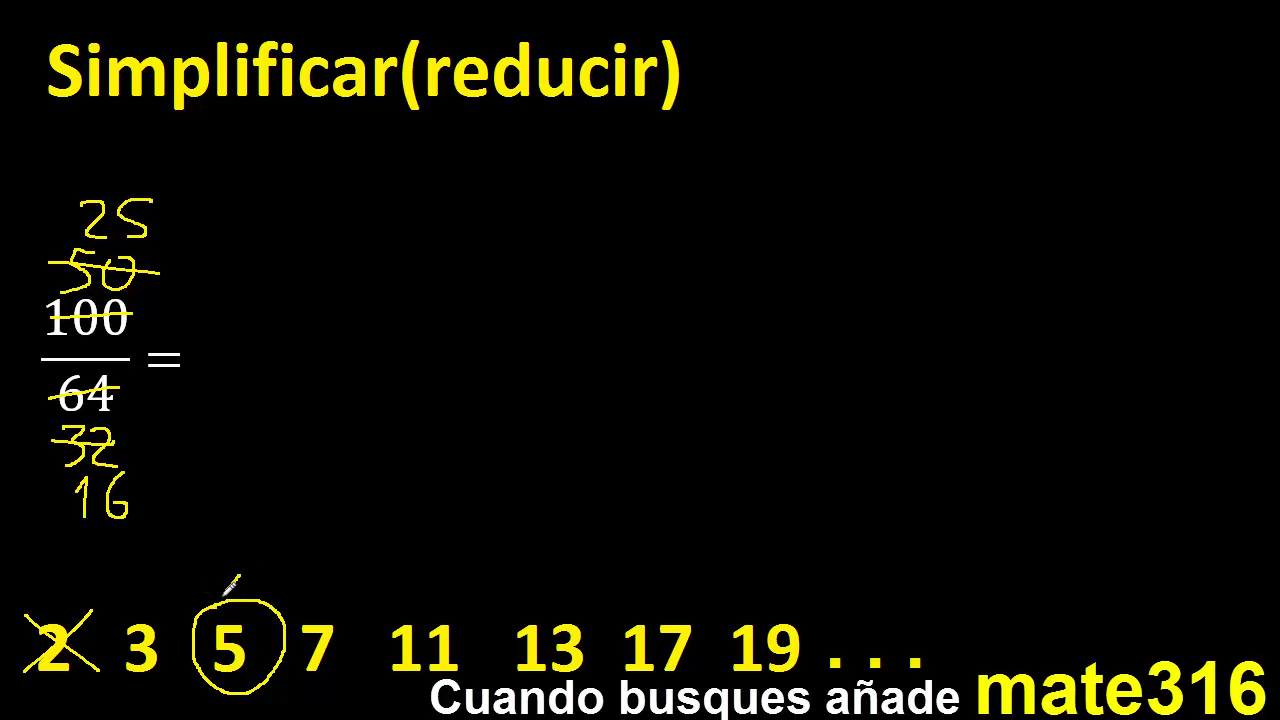 Simplificar(reducir)
25
50
100
=
64
32
16
2 3 5 7 11 13 17 19 . . .
Cuando busques añade mate316